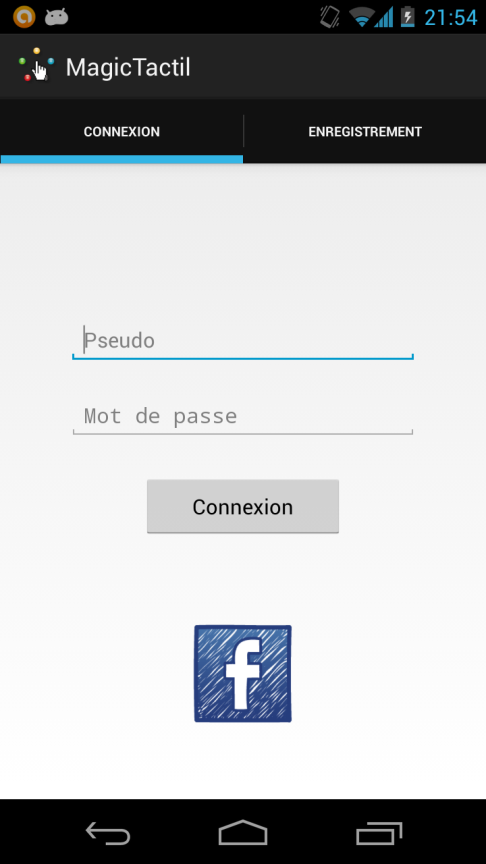 21:54
MagicTactil
CONNEXION
ENREGISTREMENT
Pseudo
Mot de passe
Connexion
f